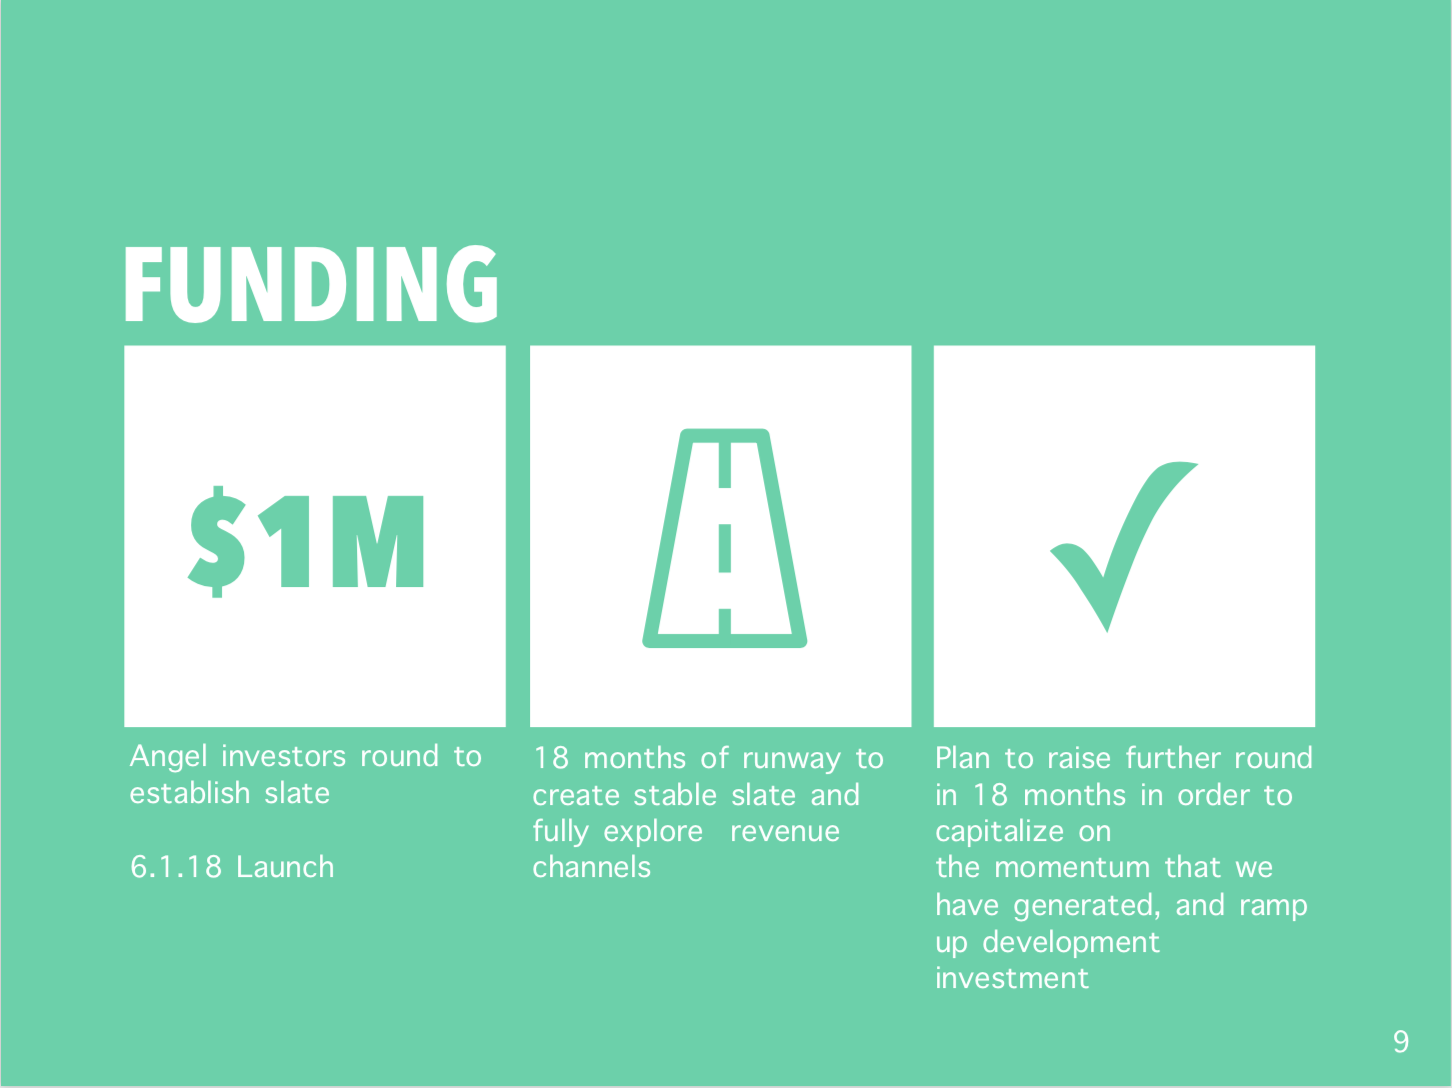 FUNDING
$1M
Angel investors round to
establish slate
6.1.18 Launch
18 months of runway to
create stable slate and
fully explore revenue
channels
Plan to raise further round
in 18 months in order to
capitalize on
the momentum that we
have generated, and ramp
up development
investment
9